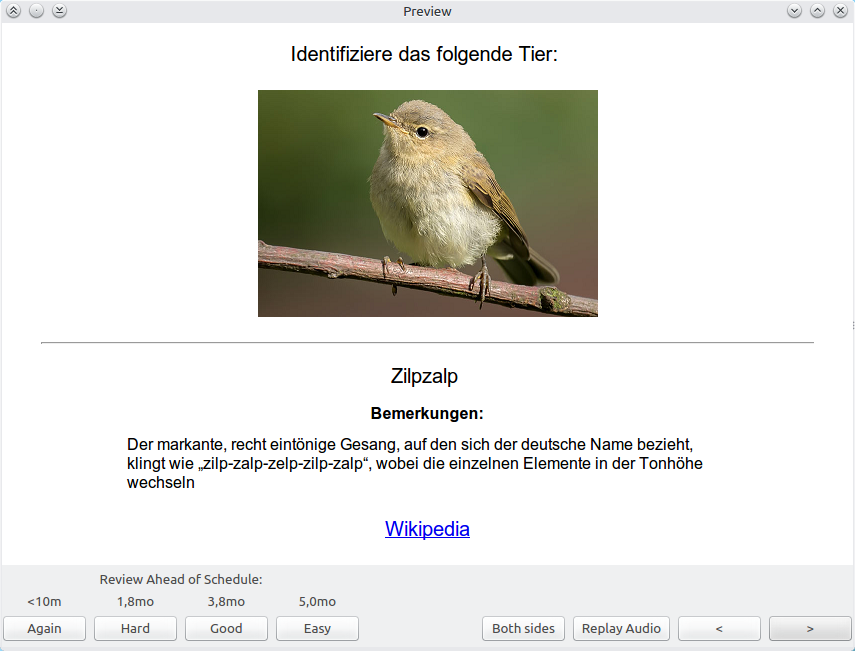 Preview
Identifiziere das folgende Tier:
Zilpzalp
Bemerkungen:
Der markante, recht eintönige Gesang, auf den sich der deutsche Name bezieht,
klingt wie „zilp-zalp-zelp-zilp-zalp“, wobei die einzelnen Elemente in der Tonhöhe
wechseln
Wikipedia
Review Ahead of Schedule:
<10m 1,8mo 3,8mo 5,0mo
Again Hard Good Easy Both sides Replay Audio < >